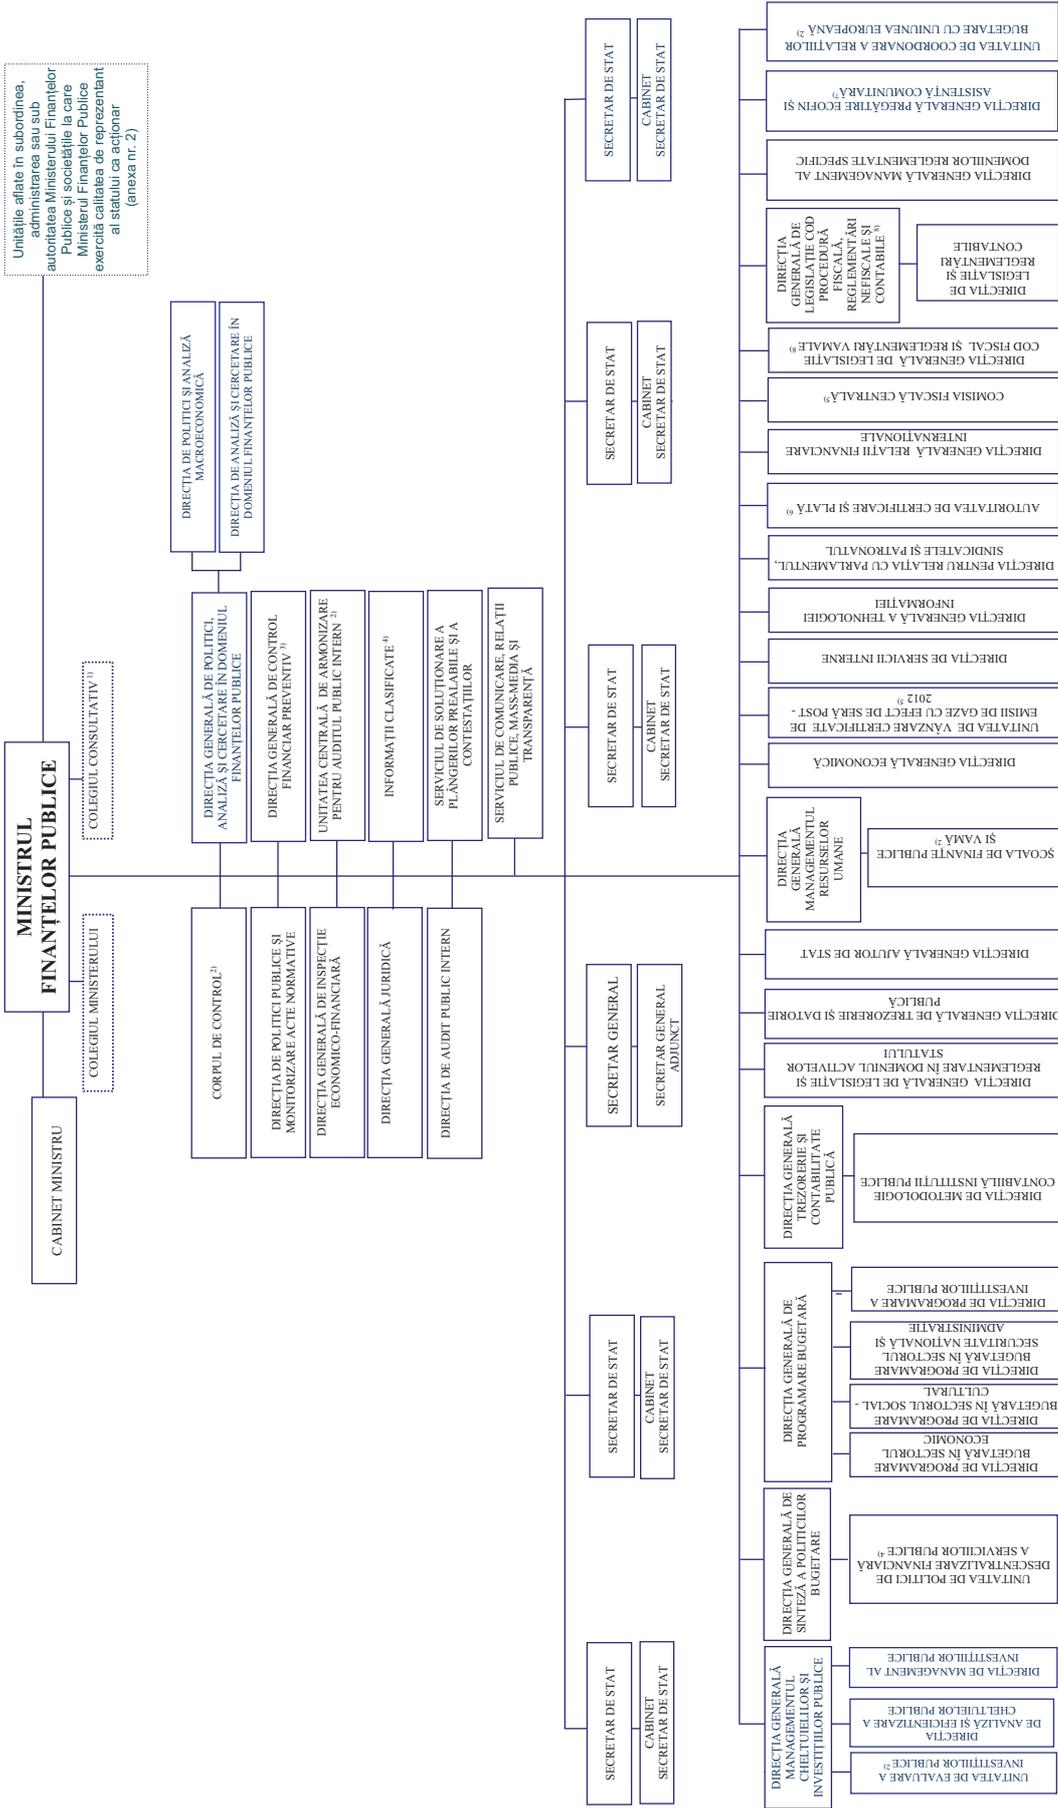 MINISTRUL
FINANȚELOR PUBLICE
CABINET MINISTRU
Unitățile aflate în subordinea,
administrarea sau sub
autoritatea Ministerului Finanțelor
Publice și societățile la care
Ministerul Finanțelor Publice
exercită calitatea de reprezentant
al statului ca acționar
(anexa nr. 2)
COLEGIUL MINISTERULUI
COLEGIUL CONSULTATIV 1)
CORPUL DE CONTROL2)
DIRECȚIA DE POLITICI PUBLICE ȘI
MONITORIZARE ACTE NORMATIVE
DIRECȚIA GENERALĂ DE INSPECȚIE
ECONOMICO-FINANCIARĂ
DIRECȚIA GENERALĂ JURIDICĂ
DIRECȚIA DE AUDIT PUBLIC INTERN
DIRECȚIA GENERALĂ DE POLITICI,
ANALIZĂ ȘI CERCETARE ÎN DOMENIUL
FINANȚELOR PUBLICE
DIRECȚIA DE POLITICI ȘI ANALIZĂ
MACROECONOMICĂ
DIRECȚIA DE ANALIZĂ ȘI CERCETARE ÎN
DOMENIUL FINANȚELOR PUBLICE
DIRECȚIA GENERALĂ DE CONTROL
FINANCIAR PREVENTIV 3)
UNITATEA CENTRALĂ DE ARMONIZARE
PENTRU AUDITUL PUBLIC INTERN 2)
INFORMAȚII CLASIFICATE 4)
SERVICIUL DE SOLUȚIONARE A
PLÂNGERILOR PREALABILE ȘI A
CONTESTAȚIILOR
SERVICIUL DE COMUNICARE, RELAȚII
PUBLICE, MASS-MEDIA ȘI
TRANSPARENȚĂ
SECRETAR DE STAT
CABINET
SECRETAR DE STAT
SECRETAR DE STAT
CABINET
SECRETAR DE STAT
SECRETAR GENERAL
SECRETAR GENERAL
ADJUNCT
SECRETAR DE STAT
CABINET
SECRETAR DE STAT
SECRETAR DE STAT
CABINET
SECRETAR DE STAT
SECRETAR DE STAT
CABINET
SECRETAR DE STAT
DIRECȚIA GENERALĂ
MANAGEMENTUL
CHELTUIELILOR ȘI
INVESTIȚIILOR PUBLICE
UNITATEA DE EVALUARE A
INVESTIȚIILOR PUBLICE 2)
DIRECȚIA
DE ANALIZĂ ȘI EFICIENTIZARE A
CHELTUIELILOR PUBLICE
DIRECȚIA DE MANAGEMENT AL
INVESTIȚIILOR PUBLICE
DIRECȚIA GENERALĂ DE
SINTEZĂ A POLITICILOR
BUGETARE
UNITATEA DE POLITICI DE
DESCENTRALIZARE FINANCIARĂ
A SERVICIILOR PUBLICE 4)
DIRECȚIA GENERALĂ DE
PROGRAMARE BUGETARĂ
DIRECȚIA DE PROGRAMARE
BUGETARĂ ÎN SECTORUL
ECONOMIC
DIRECȚIA DE PROGRAMARE
BUGETARĂ ÎN SECTORUL SOCIAL -
CULTURAL
DIRECȚIA DE PROGRAMARE
BUGETARĂ ÎN SECTORUL
SECURITATE NAȚIONALĂ ȘI
ADMINISTRAȚIE
DIRECȚIA DE PROGRAMARE A
INVESTIȚIILOR PUBLICE
DIRECȚIA GENERALĂ
TREZORERIE ȘI
CONTABILITATE
PUBLICĂ
DIRECȚIA DE METODOLOGIE
CONTABILĂ INSTITUȚII PUBLICE
DIRECȚIA GENERALĂ DE LEGISLAȚIE ȘI
REGLEMENTARE ÎN DOMENIUL ACTIVELOR
STATULUI
DIRECȚIA GENERALĂ DE TREZORERIE ȘI DATORIE
PUBLICĂ
DIRECȚIA GENERALĂ AJUTOR DE STAT
DIRECȚIA
GENERALĂ
MANAGEMENTUL
RESURSELOR
UMANE
ȘCOALA DE FINANȚE PUBLICE
ȘI VAMĂ 2)
DIRECȚIA GENERALĂ ECONOMICĂ
UNITATEA DE VÂNZARE CERTIFICATE DE
EMISII DE GAZE CU EFECT DE SERĂ POST -
2012 5)
DIRECȚIA DE SERVICII INTERNE
DIRECȚIA GENERALĂ A TEHNOLOGIEI
INFORMAȚIEI
DIRECȚIA PENTRU RELAȚIA CU PARLAMENTUL,
SINDICATELE ȘI PATRONATUL
AUTORITATEA DE CERTIFICARE ȘI PLATĂ 6)
DIRECȚIA GENERALĂ RELAȚII FINANCIARE
INTERNAȚIONALE
COMISIA FISCALĂ CENTRALĂ 5)
DIRECȚIA GENERALĂ DE LEGISLAȚIE
COD FISCAL ȘI REGLEMENTĂRI VAMALE 8)
DIRECȚIA
GENERALĂ DE
LEGISLAȚIE COD
PROCEDURĂ
FISCALĂ,
REGLEMENTĂRI
NEFISCALE ȘI
CONTABILE 8)
DIRECȚIA DE
LEGISLAȚIE ȘI
REGLEMENTĂRI
CONTABILE
DIRECȚIA GENERALĂ MANAGEMENT AL
DOMENIILOR REGLEMENTATE SPECIFIC
DIRECȚIA GENERALĂ PREGĂTIRE ECOFIN ȘI
ASISTENȚĂ COMUNITARĂ 7)
UNITATEA DE COORDONARE A RELAȚIILOR
BUGETARE CU UNIUNEA EUROPEANĂ 2)